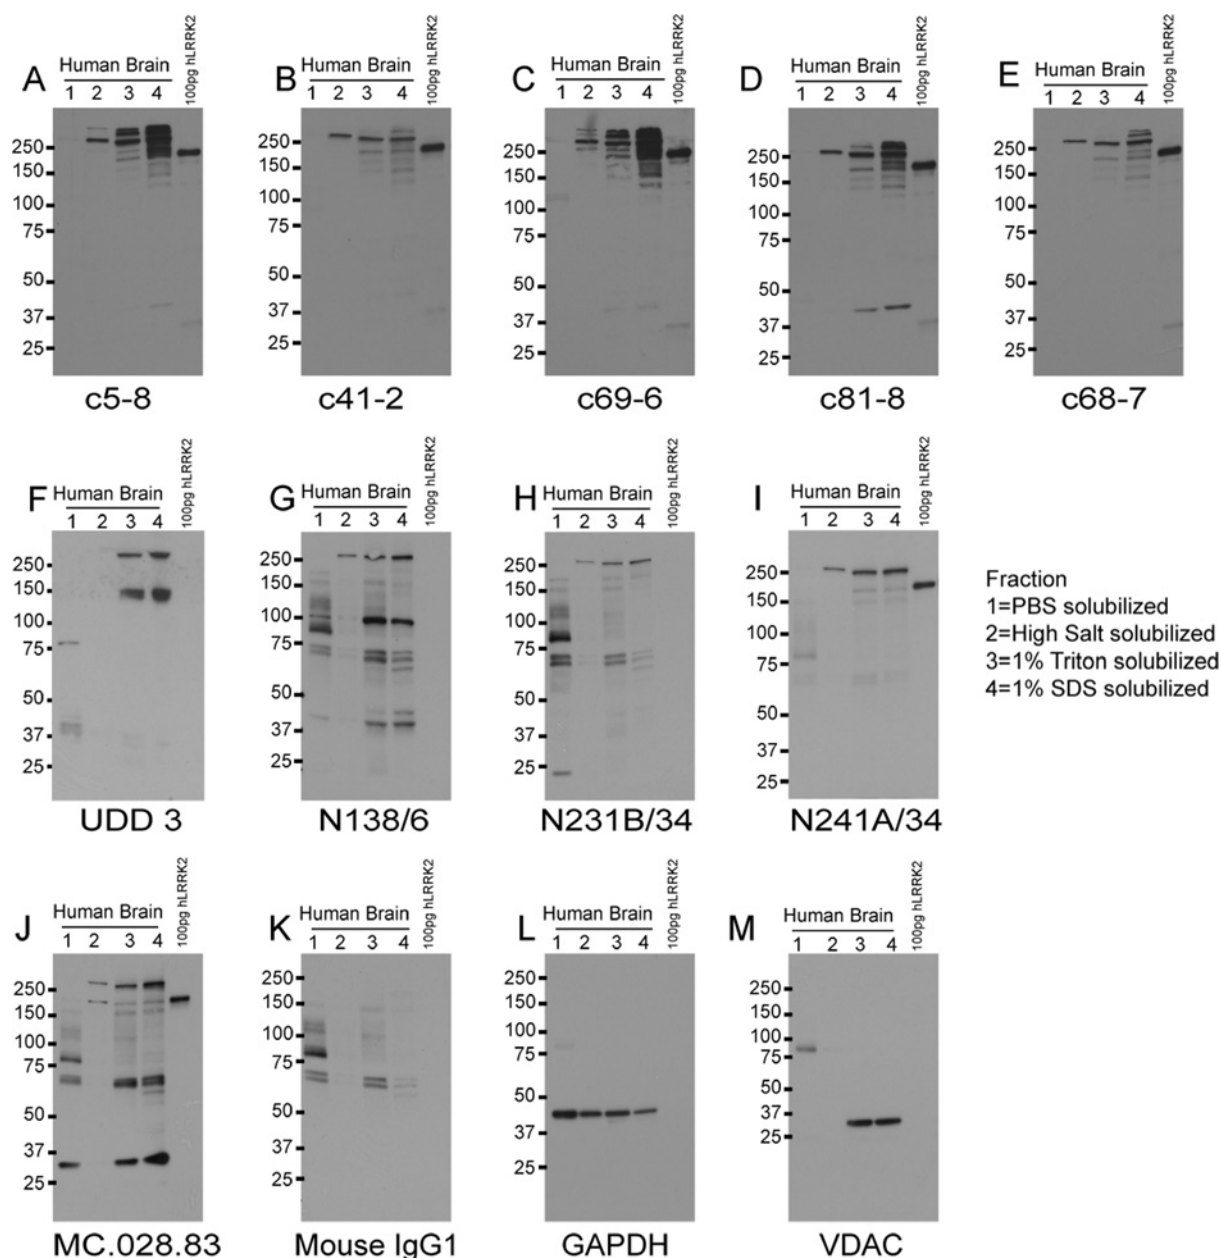 A
Human Brain
1 2 3 4
100pg hLRRK2
250
150
100
75
50
37
25
c5-8
B
Human Brain
1 2 3 4
100pg hLRRK2
250
150
100
75
50
37
25
c41-2
C
Human Brain
1 2 3 4
100pg hLRRK2
250
150
100
75
50
37
25
c69-6
D
Human Brain
1 2 3 4
100pg hLRRK2
250
150
100
75
50
37
25
c81-8
E
Human Brain
1 2 3 4
100pg hLRRK2
250
150
100
75
50
37
25
c68-7
F
Human Brain
1 2 3 4
100pg hLRRK2
250
150
100
75
50
37
25
UDD 3
G
Human Brain
1 2 3 4
100pg hLRRK2
250
150
100
75
50
37
25
N138/6
H
Human Brain
1 2 3 4
100pg hLRRK2
250
150
100
75
50
37
25
N231B/34
I
Human Brain
1 2 3 4
100pg hLRRK2
250
150
100
75
50
37
25
N241A/34
Fraction
1=PBS solubilized
2=High Salt solubilized
3=1% Triton solubilized
4=1% SDS solubilized
J
Human Brain
1 2 3 4
100pg hLRRK2
250
150
100
75
50
37
25
MC.028.83
K
Human Brain
1 2 3 4
100pg hLRRK2
250
150
100
75
50
37
25
Mouse IgG1
L
Human Brain
1 2 3 4
100pg hLRRK2
250
150
100
75
50
37
25
GAPDH
M
Human Brain
1 2 3 4
100pg hLRRK2
250
150
100
75
50
37
25
VDAC